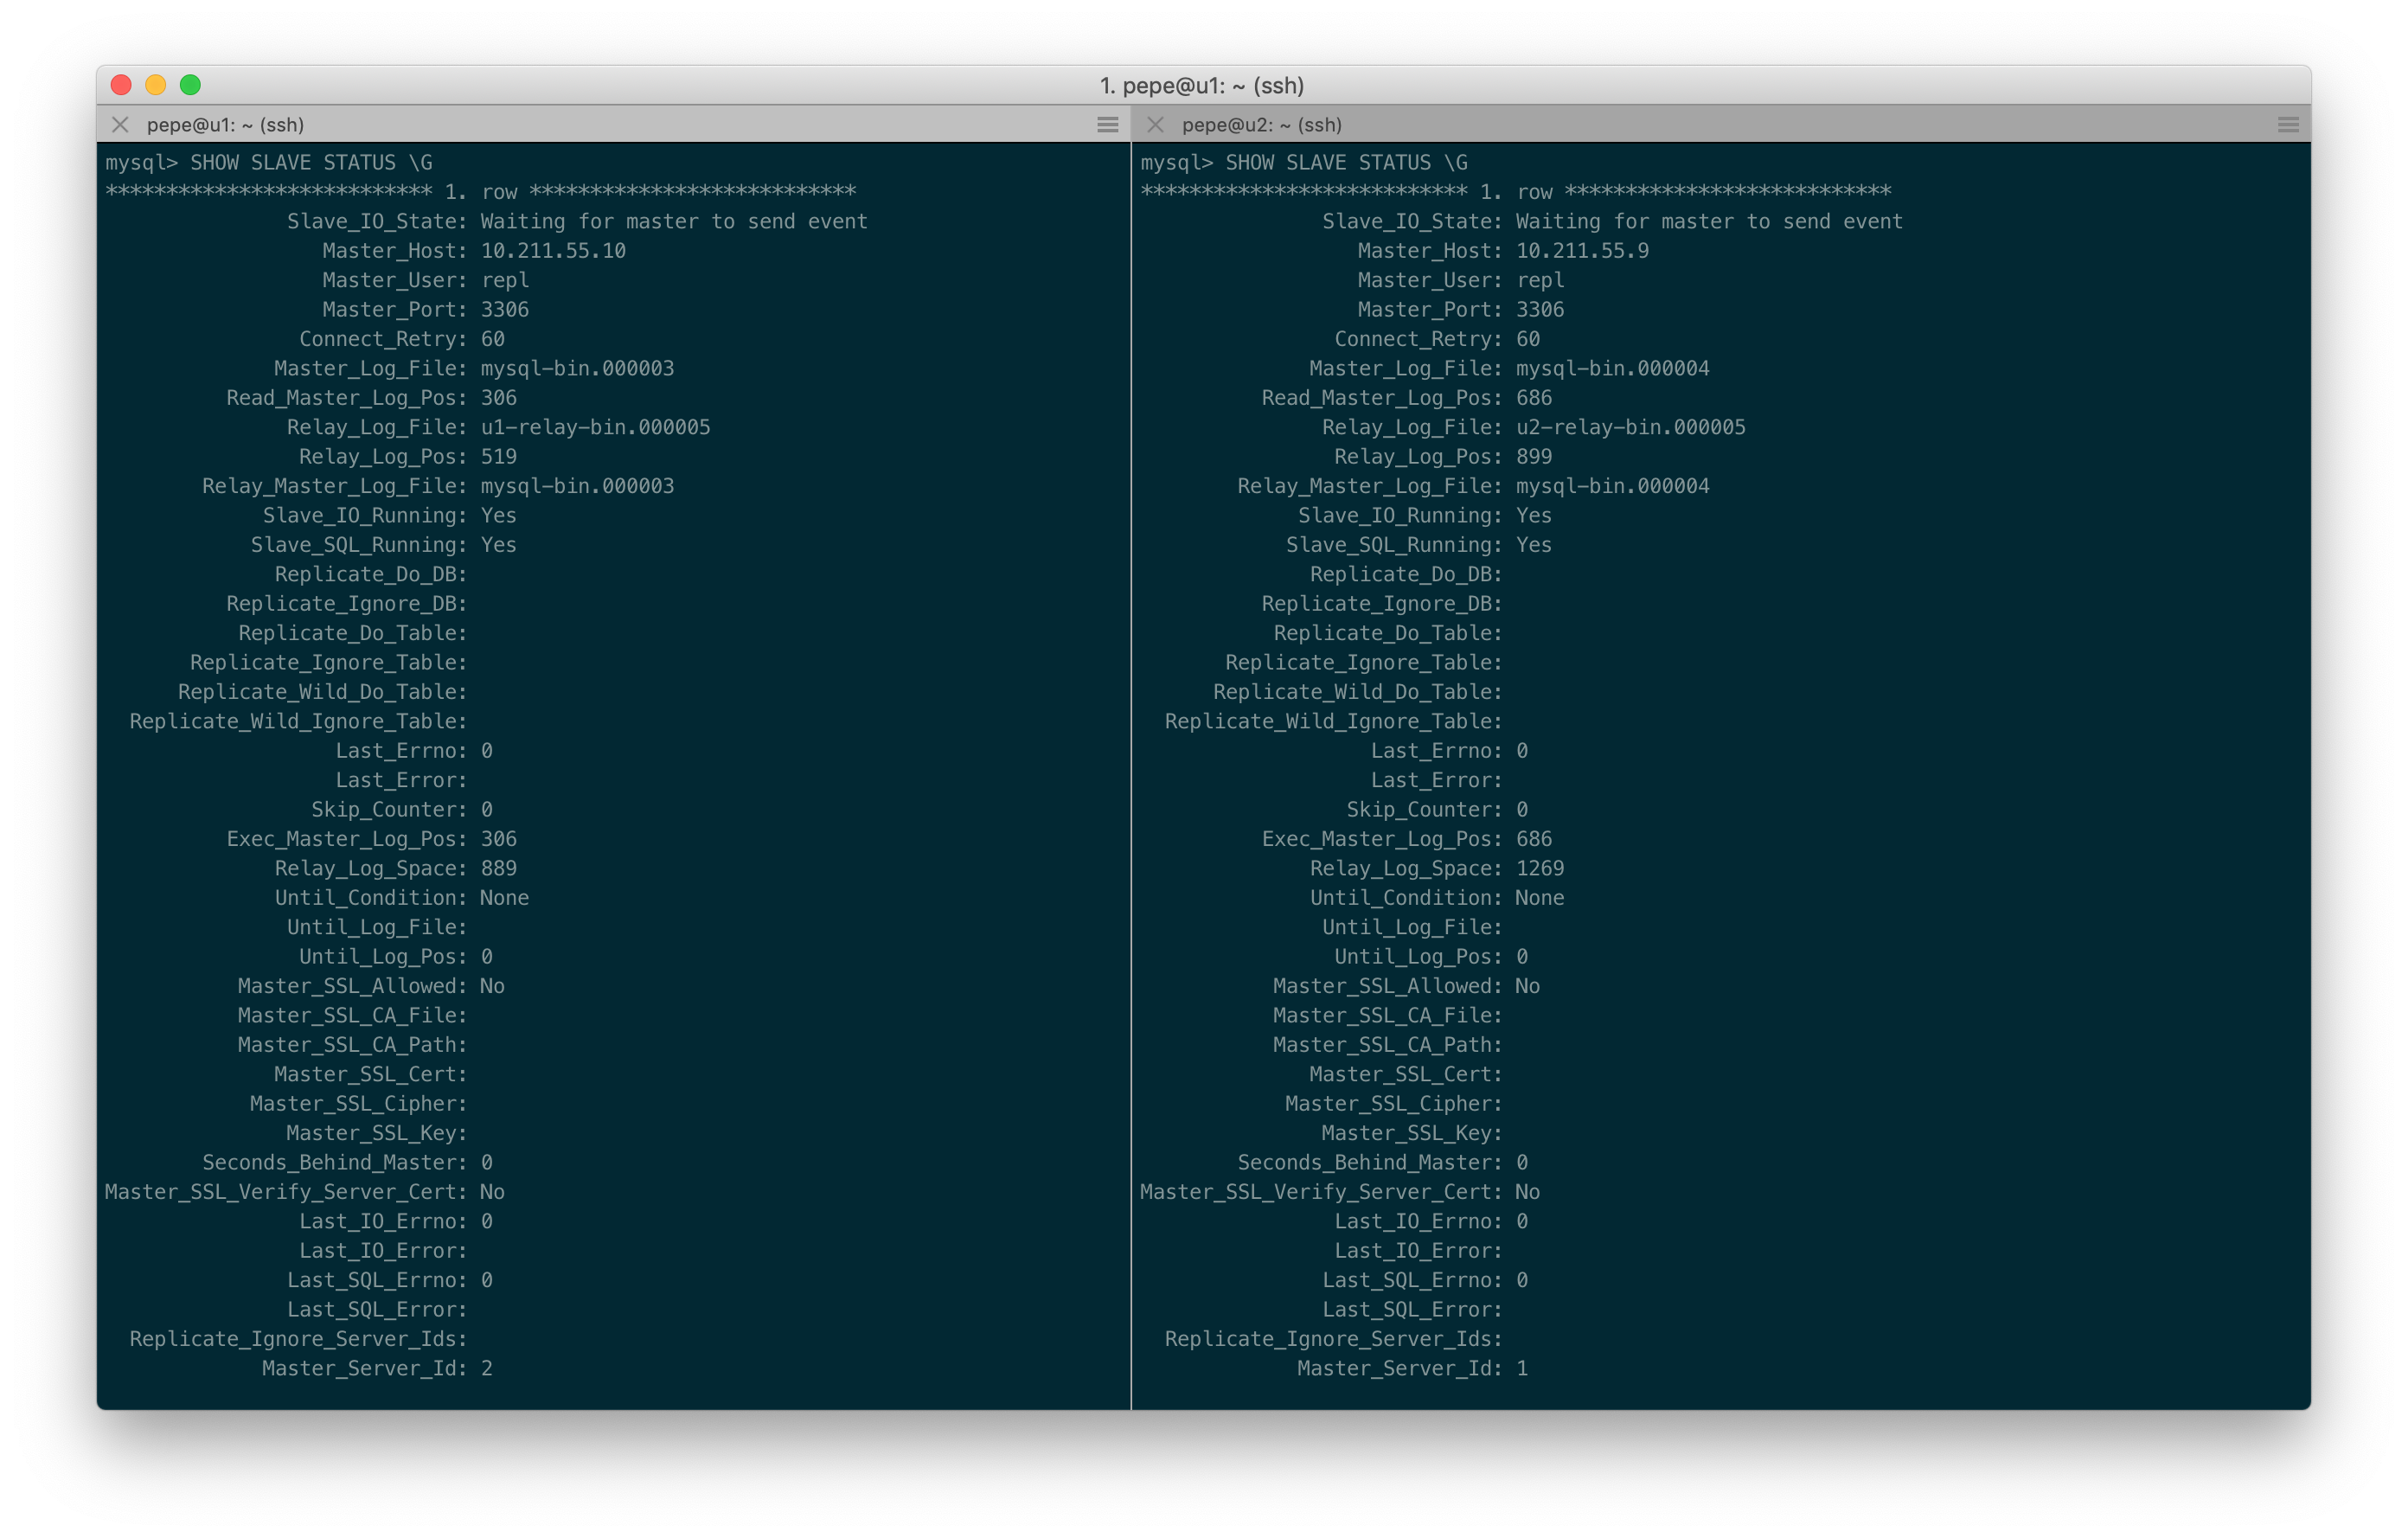 1. pepe@u1: ~ (ssh)
pepe@u1: ~ (ssh)
mysql> SHOW SLAVE STATUS \G
*************************** 1. row ***************************
Slave_IO_State: Waiting for master to send event
Master_Host: 10.211.55.10
Master_User: repl
Master_Port: 3306
Connect_Retry: 60
Master_Log_File: mysql-bin.000003
Read_Master_Log_Pos: 306
Relay_Log_File: u1-relay-bin.000005
Relay_Log_Pos: 519
Relay_Master_Log_File: mysql-bin.000003
Slave_IO_Running: Yes
Slave_SQL_Running: Yes
Replicate_Do_DB:
Replicate_Ignore_DB:
Replicate_Do_Table:
Replicate_Ignore_Table:
Replicate_Wild_Do_Table:
Replicate_Wild_Ignore_Table:
Last_Errno: 0
Last_Error:
Skip_Counter: 0
Exec_Master_Log_Pos: 306
Relay_Log_Space: 889
Until_Condition: None
Until_Log_File:
Until_Log_Pos: 0
Master_SSL_Allowed: No
Master_SSL_CA_File:
Master_SSL_CA_Path:
Master_SSL_Cert:
Master_SSL_Cipher:
Master_SSL_Key:
Seconds_Behind_Master: 0
Master_SSL_Verify_Server_Cert: No
Last_IO_Errno: 0
Last_IO_Error:
Last_SQL_Errno: 0
Last_SQL_Error:
Replicate_Ignore_Server_Ids:
Master_Server_Id: 2
pepe@u2: ~ (ssh)
mysql> SHOW SLAVE STATUS \G
*************************** 1. row ***************************
Slave_IO_State: Waiting for master to send event
Master_Host: 10.211.55.9
Master_User: repl
Master_Port: 3306
Connect_Retry: 60
Master_Log_File: mysql-bin.000004
Read_Master_Log_Pos: 686
Relay_Log_File: u2-relay-bin.000005
Relay_Log_Pos: 899
Relay_Master_Log_File: mysql-bin.000004
Slave_IO_Running: Yes
Slave_SQL_Running: Yes
Replicate_Do_DB:
Replicate_Ignore_DB:
Replicate_Do_Table:
Replicate_Ignore_Table:
Replicate_Wild_Do_Table:
Replicate_Wild_Ignore_Table:
Last_Errno: 0
Last_Error:
Skip_Counter: 0
Exec_Master_Log_Pos: 686
Relay_Log_Space: 1269
Until_Condition: None
Until_Log_File:
Until_Log_Pos: 0
Master_SSL_Allowed: No
Master_SSL_CA_File:
Master_SSL_CA_Path:
Master_SSL_Cert:
Master_SSL_Cipher:
Master_SSL_Key:
Seconds_Behind_Master: 0
Master_SSL_Verify_Server_Cert: No
Last_IO_Errno: 0
Last_IO_Error:
Last_SQL_Errno: 0
Last_SQL_Error:
Replicate_Ignore_Server_Ids:
Master_Server_Id: 1